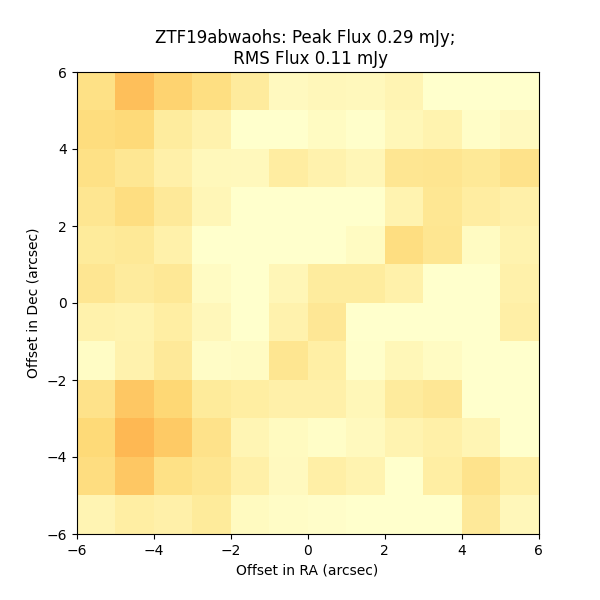 ZTF19abwaohs: Peak Flux 0.29 mJy;
RMS Flux 0.11 mJy
6
4
2
0
−2
−4
−6
Offset in Dec (arcsec)
−6 −4 −2 0 2 4 6
Offset in RA (arcsec)